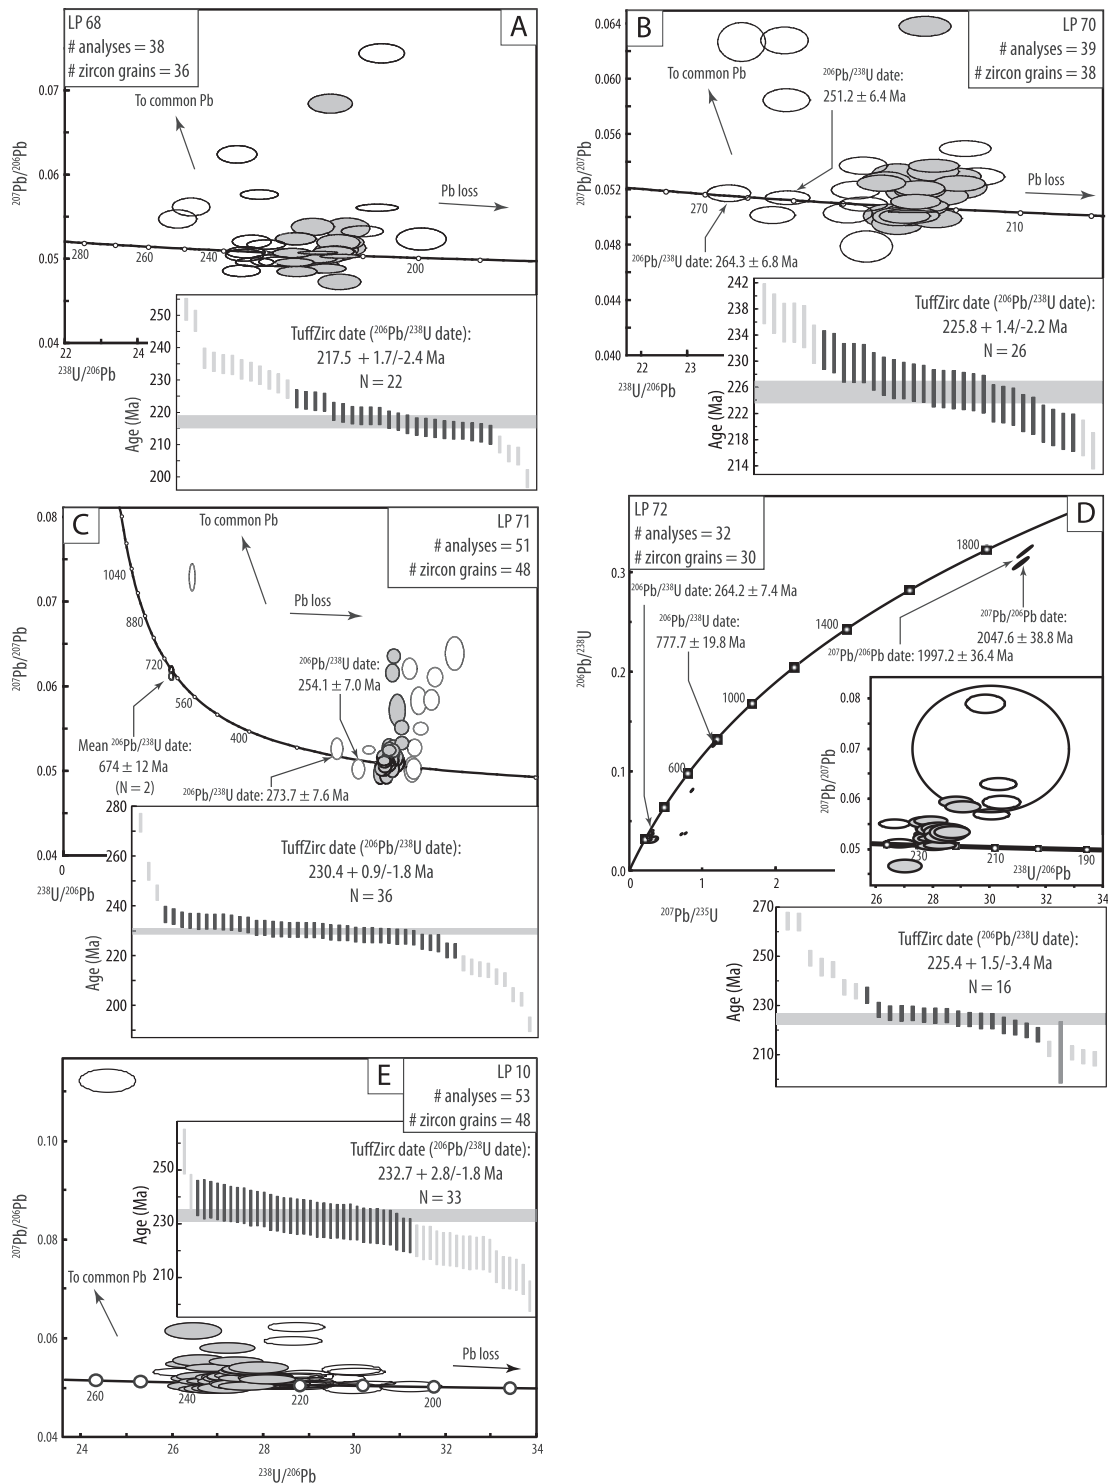 LP 68
# analyses = 38
# zircon grains = 36
A
0.07
To common Pb
²⁰⁷Pb/²⁰⁶Pb
0.06
Pb loss
0.05
280
260
240
200
0.04
22
24
²³⁸U/²⁰⁶Pb
TuffZirc date (²⁰⁶Pb/²³⁸U date):
217.5 + 1.7/-2.4 Ma
N = 22
Age (Ma)
250
240
230
220
210
200
B
LP 70
# analyses = 39
# zircon grains = 38
0.064
0.060
0.056
0.052
0.048
0.044
0.040
²⁰⁷Pb/²⁰⁷Pb
To common Pb
²⁰⁶Pb/²³⁸U date:
251.2 ± 6.4 Ma
Pb loss
270
210
²⁰⁶Pb/²³⁸U date: 264.3 ± 6.8 Ma
22
23
²³⁸U/²⁰⁶Pb
TuffZirc date (²⁰⁶Pb/²³⁸U date):
225.8 + 1.4/-2.2 Ma
N = 26
Age (Ma)
242
238
234
230
226
222
218
214
C
LP 71
# analyses = 51
# zircon grains = 48
0.08
0.07
0.06
0.05
0.04
²⁰⁷Pb/²⁰⁷Pb
To common Pb
Pb loss
1040
880
720
560
400
²⁰⁶Pb/²³⁸U date:
254.1 ± 7.0 Ma
Mean ²⁰⁶Pb/²³⁸U date:
674 ± 12 Ma
(N = 2)
²⁰⁶Pb/²³⁸U date: 273.7 ± 7.6 Ma
0
²³⁸U/²⁰⁶Pb
TuffZirc date (²⁰⁶Pb/²³⁸U date):
230.4 + 0.9/-1.8 Ma
N = 36
Age (Ma)
280
260
240
220
200
LP 72
# analyses = 32
# zircon grains = 30
D
0.3
0.2
0.1
0.0
²⁰⁶Pb/²³⁸U
²⁰⁶Pb/²³⁸U date: 264.2 ± 7.4 Ma
²⁰⁶Pb/²³⁸U date:
777.7 ± 19.8 Ma
1800
1400
1000
600
²⁰⁷Pb/²⁰⁶Pb date:
2047.6 ± 38.8 Ma
²⁰⁷Pb/²⁰⁶Pb date: 1997.2 ± 36.4 Ma
0
1
2
²⁰⁷Pb/²³⁵U
0.08
0.07
0.06
0.05
²⁰⁷Pb/²⁰⁷Pb
230
210
190
²³⁸U/²⁰⁶Pb
26
28
30
32
34
TuffZirc date (²⁰⁶Pb/²³⁸U date):
225.4 + 1.5/-3.4 Ma
N = 16
Age (Ma)
270
250
230
210
E
LP 10
# analyses = 53
# zircon grains = 48
0.10
0.08
0.06
0.04
²⁰⁷Pb/²⁰⁶Pb
TuffZirc date (²⁰⁶Pb/²³⁸U date):
232.7 + 2.8/-1.8 Ma
N = 33
Age (Ma)
250
230
210
To common Pb
Pb loss
260
240
220
200
24
26
28
30
32
34
²³⁸U/²⁰⁶Pb